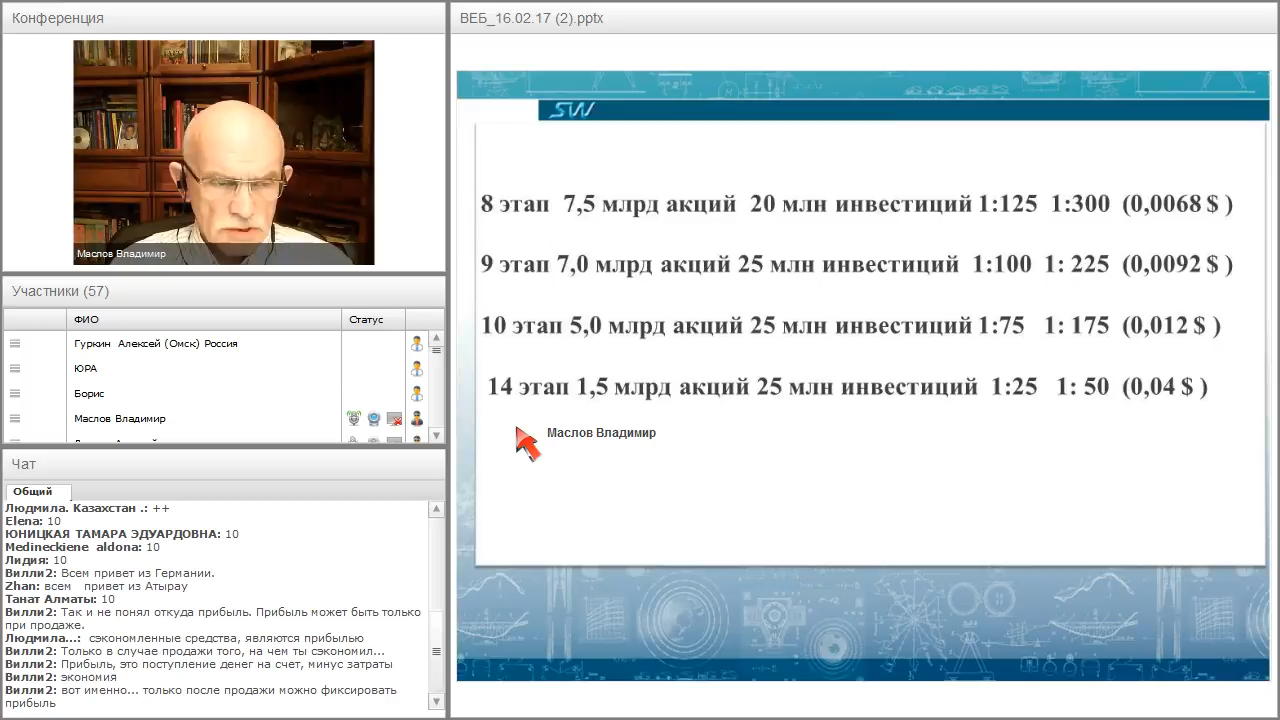 Конференция
Маслов Владимир
Участники (57)
ФИО
Статус
Гуркин Алексей (Омск) Россия
ЮРА
Борис
Маслов Владимир
Чат
Общий
Людмила. Казахстан .: ++
Elena: 10
ЮНИЦКАЯ ТАМАРА ЭДУАРДОВНА: 10
Medineckiene aldona: 10
Лидия: 10
Вилли2: Всем привет из Германии.
Zhan: всем привет из Атырау
Танат Алматы: 10
Вилли2: Так и не понял откуда прибыль. Прибыль может быть только
при продаже.
Людмила...: сэкономленные средства, являются прибылью
Вилли2: Только в случае продажи того, на чем ты сэкономил...
Вилли2: Прибыль, это поступление денег на счет, минус затраты
Вилли2: экономия
Вилли2: вот именно... только после продажи можно фиксировать
прибыль
ВЕБ_16.02.17 (2).pptx
SW
8 этап 7,5 млрд акций 20 млн инвестиций 1:125 1:300 (0,0068 $ )
9 этап 7,0 млрд акций 25 млн инвестиций 1:100 1: 225 (0,0092 $ )
10 этап 5,0 млрд акций 25 млн инвестиций 1:75 1: 175 (0,012 $ )
14 этап 1,5 млрд акций 25 млн инвестиций 1:25 1: 50 (0,04 $ )
Маслов Владимир